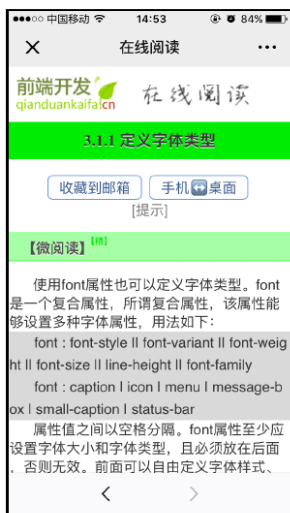 中国移动 14:53 84%
在线阅读
前端开发
qianduankaifa.cn
在线阅读
3.1.1 定义字体类型
收藏到邮箱 手机↔桌面
[提示]
【微阅读】[精]
使用font属性也可以定义字体类型。font
是一个复合属性，所谓复合属性，该属性能
够设置多种字体属性，用法如下：
font : font-style II font-variant II font-weig
ht II font-size II line-height II font-family
font : caption I icon I menu I message-b
ox I small-caption I status-bar
属性值之间以空格分隔。font属性至少应
设置字体大小和字体类型，且必须放在后面
，否则无效。前面可以自由定义字体样式、